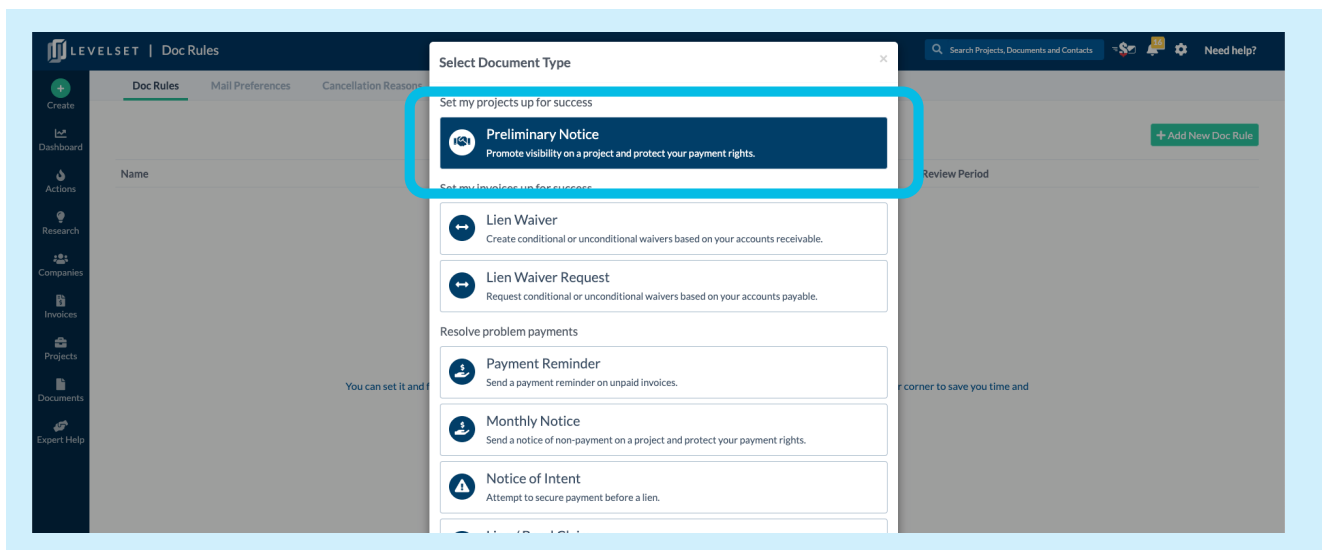 LEVELSET | Doc Rules
Search Projects, Documents and Contacts
Need help?
Doc Rules
Mail Preferences
Cancellation Reasons
+ Add New Doc Rule
Name
Review Period
Create
Dashboard
Actions
Research
Companies
Invoices
Projects
Documents
Expert Help
You can set it and
r corner to save you time and
Select Document Type
×
Set my projects up for success
Preliminary Notice
Promote visibility on a project and protect your payment rights.
Set my invoices up for success
Lien Waiver
Create conditional or unconditional waivers based on your accounts receivable.
Lien Waiver Request
Request conditional or unconditional waivers based on your accounts payable.
Resolve problem payments
Payment Reminder
Send a payment reminder on unpaid invoices.
Monthly Notice
Send a notice of non-payment on a project and protect your payment rights.
Notice of Intent
Attempt to secure payment before a lien.